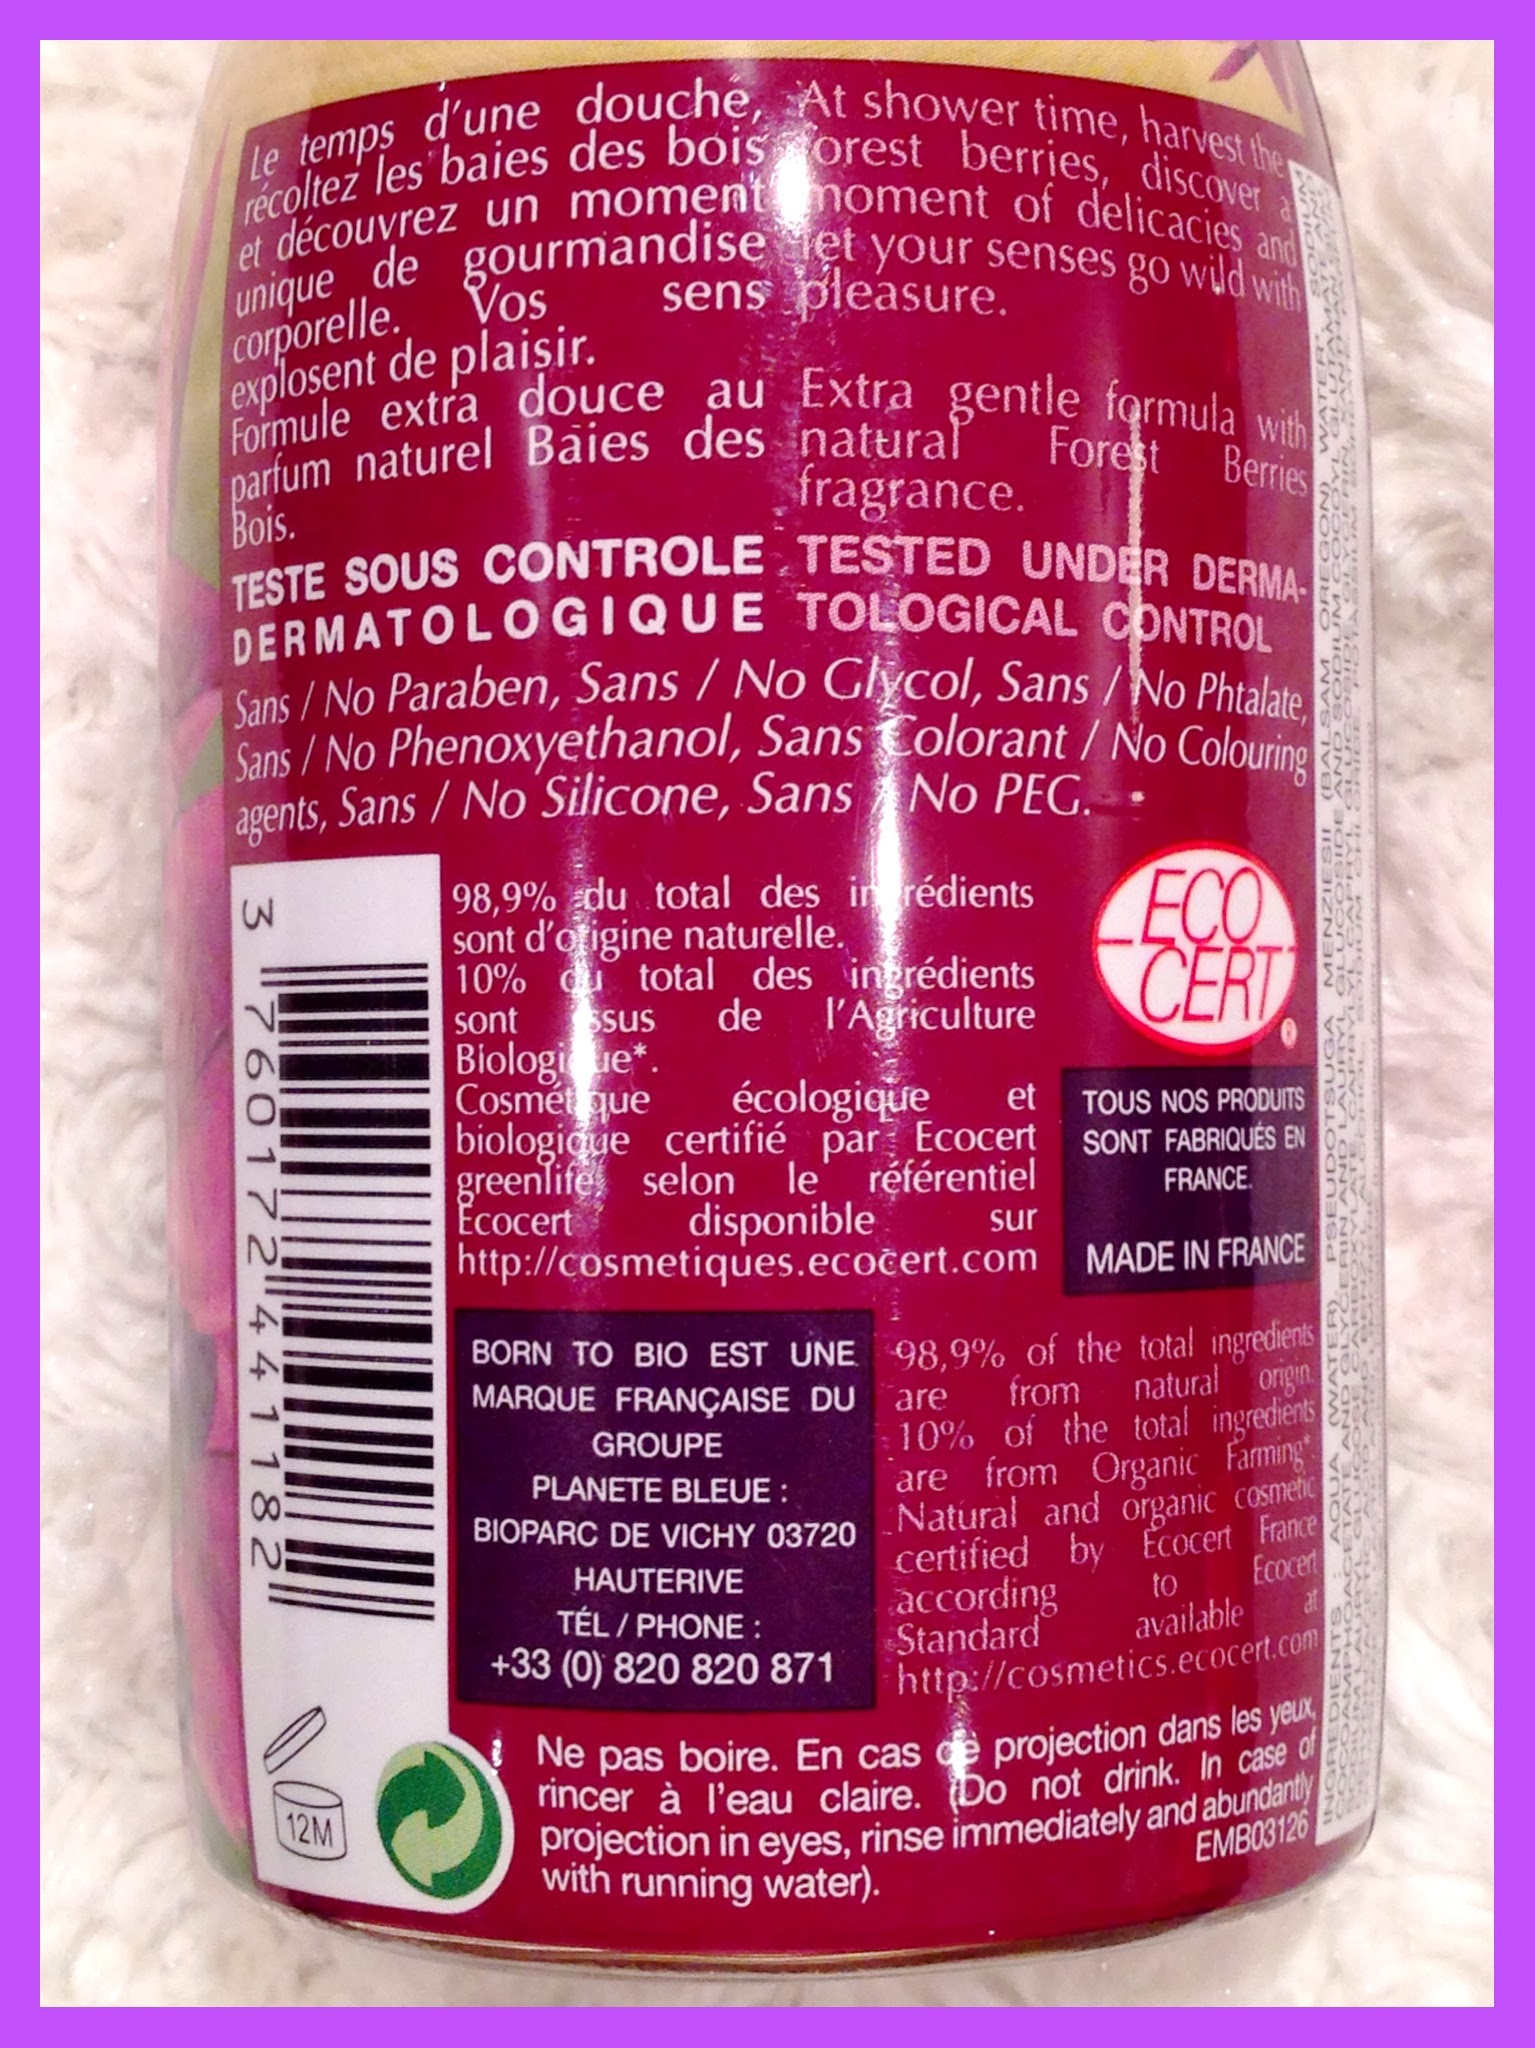 Le temps d'une douche,
récoltez les baies des bois
et découvrez un moment
unique de gourmandise
corporelle. Vos sens
explosent de plaisir.
Formule extra douce au
parfum naturel Baies des
Bois.
TESTE SOUS CONTROLE
DERMATOLOGIQUE
At shower time, harvest the
forest berries, discover a
moment of delicacies and
let your senses go wild with
pleasure.
Extra gentle formula with
natural Forest Berries
fragrance.
TESTED UNDER DERMA-
TOLOGICAL CONTROL
Sans / No Paraben, Sans / No Glycol, Sans / No Phtalate,
Sans / No Phenoxyethanol, Sans Colorant / No Colouring
agents, Sans / No Silicone, Sans / No PEG.
3 760172 441182
98,9% du total des ingrédients
sont d'origine naturelle.
10% du total des ingrédients
sont issus de l'Agriculture
Biologique*.
Cosmétique écologique et
biologique certifié par Ecocert
greenlife selon le référentiel
Ecocert disponible sur
http://cosmetiques.ecocert.com
ECO
CERT
®
TOUS NOS PRODUITS
SONT FABRIQUÉS EN
FRANCE.
MADE IN FRANCE
BORN TO BIO EST UNE
MARQUE FRANÇAISE DU
GROUPE
PLANETE BLEUE :
BIOPARC DE VICHY 03720
HAUTERIVE
TÉL / PHONE :
+33 (0) 820 820 871
98,9% of the total ingredients
are from natural origin.
10% of the total ingredients
are from Organic Farming*
Natural and organic cosmetic
certified by Ecocert France
according to Ecocert
Standard available at
http://cosmetics.ecocert.com
12M
Ne pas boire. En cas de projection dans les yeux,
rincer à l'eau claire. (Do not drink. In case of
projection in eyes, rinse immediately and abundantly
with running water).
EMB03126
INGREDIENTS : AQUA (WATER), PSEUDOTSUGA MENZIESII (BALSAM OREGON) WATER, SODIUM